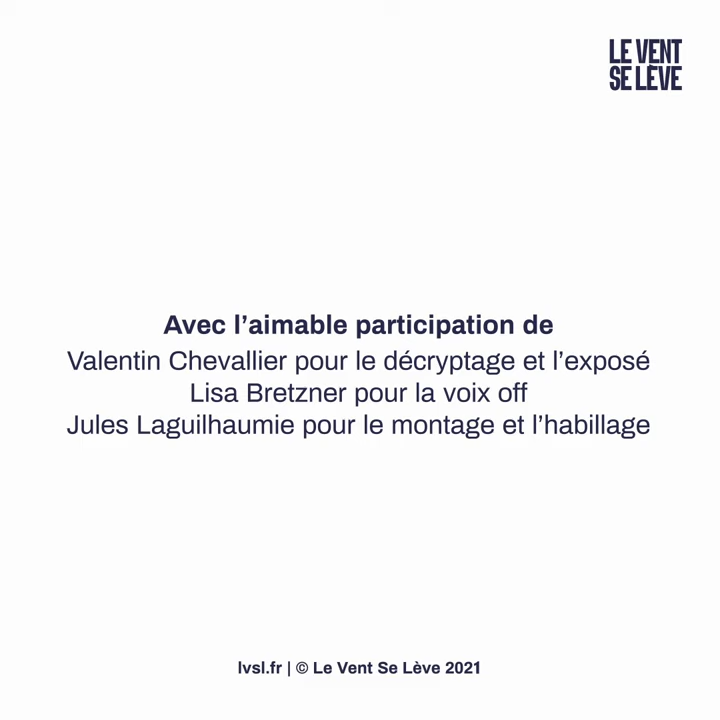 LE VENT
SE LÈVE
Avec l’aimable participation de
Valentin Chevallier pour le décryptage et l’exposé
Lisa Bretzner pour la voix off
Jules Laguilhaumie pour le montage et l’habillage
lvsl.fr | © Le Vent Se Lève 2021